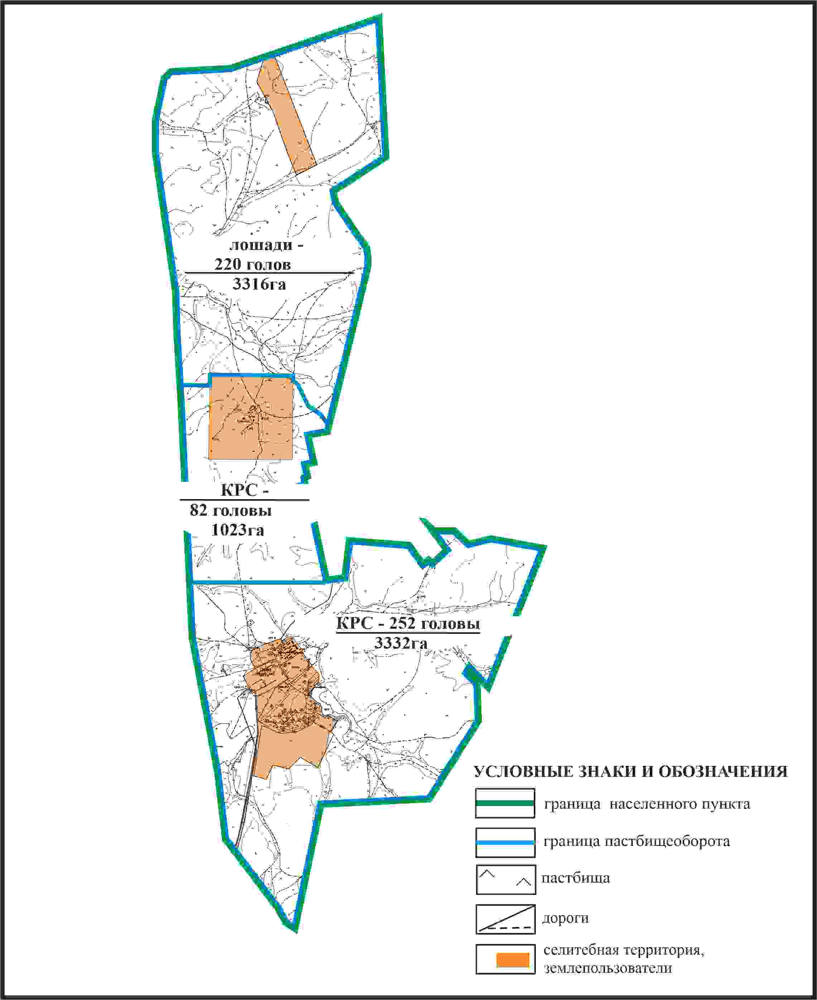 лошади -
220 голов
3316га
КРС -
82 головы
1023га
КРС - 252 головы
3332га
УСЛОВНЫЕ ЗНАКИ И ОБОЗНАЧЕНИЯ
граница населенного пункта
граница пастбищеоборота
пастбища
дороги
селитебная территория,
землепользователи